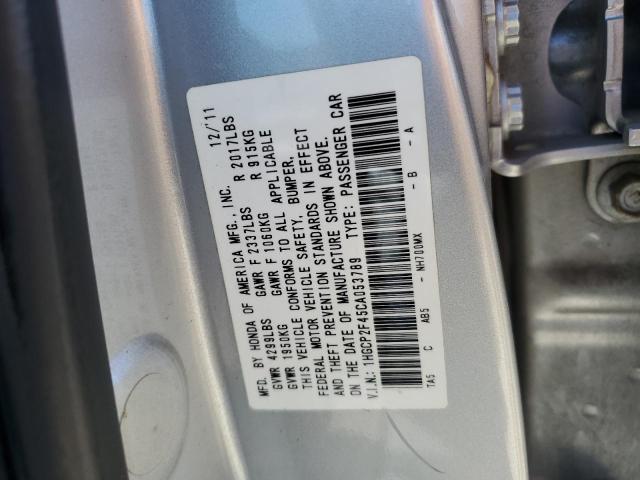 MFD. BY HONDA OF AMERICA MFG., INC. 12/'11
GVWR 4299LBS GAWR F 2337LBS R 2017LBS
GVWR 1950KG GAWR F 1060KG R 915KG
THIS VEHICLE CONFORMS TO ALL APPLICABLE
FEDERAL MOTOR VEHICLE SAFETY, BUMPER,
AND THEFT PREVENTION STANDARDS IN EFFECT
ON THE DATE OF MANUFACTURE SHOWN ABOVE.
V.I.N.: 1HGCP2F45CA053789 TYPE: PASSENGER CAR
TA5 C AB5 - NH700MX - B - A